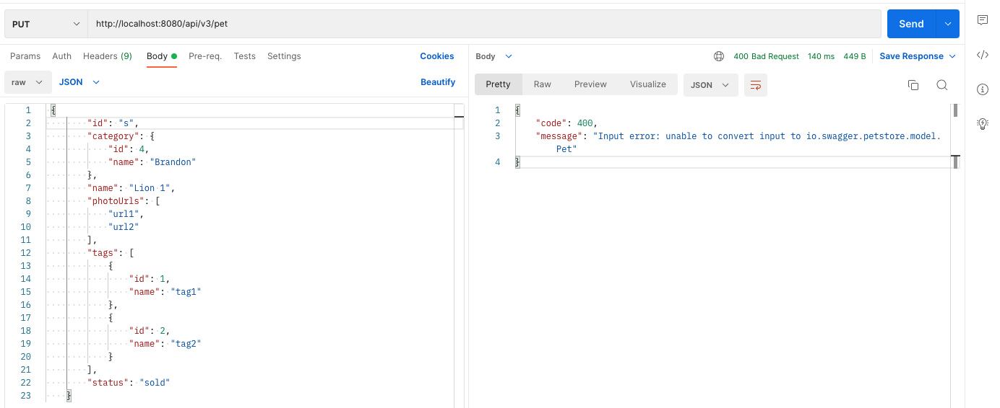 PUT http://localhost:8080/api/v3/pet Send
Params Auth Headers (9) Body Pre-req. Tests Settings Cookies
raw JSON Beautify
1 {
2 "id": "s",
3 "category": {
4 "id": 4,
5 "name": "Brandon"
6 },
7 "name": "Lion 1",
8 "photoUrls": [
9 "url1",
10 "url2"
11 ],
12 "tags": [
13 {
14 "id": 1,
15 "name": "tag1"
16 },
17 {
18 "id": 2,
19 "name": "tag2"
20 }
21 ],
22 "status": "sold"
23 }
Body 400 Bad Request 140 ms 449 B Save Response
Pretty Raw Preview Visualize JSON
1 {
2 "code": 400,
3 "message": "Input error: unable to convert input to io.swagger.petstore.model.
Pet"
4 }